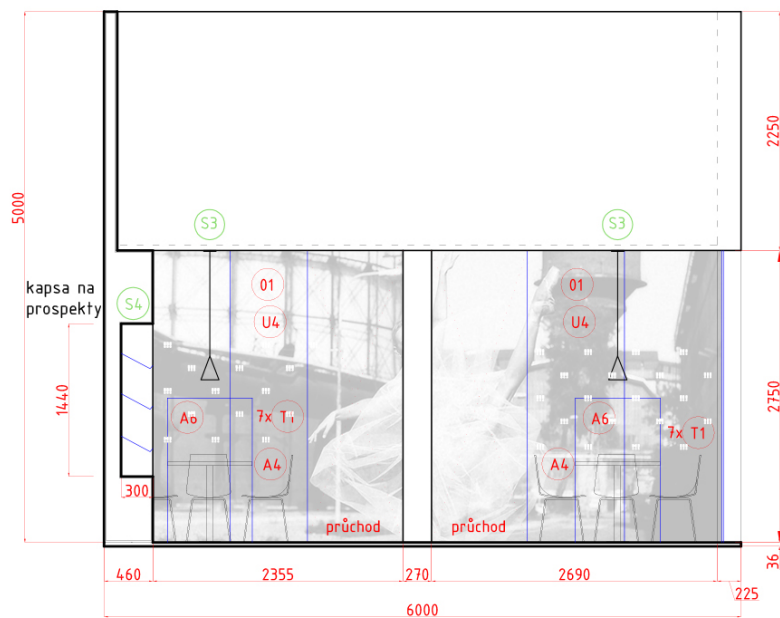 2250
5000
S3
S3
kapsa na
prospekty
S4
01
U4
01
U4
1440
2750
A6
7x T1
A6
7x T1
A4
A4
300
průchod
průchod
36
460
2355
270
2690
225
6000